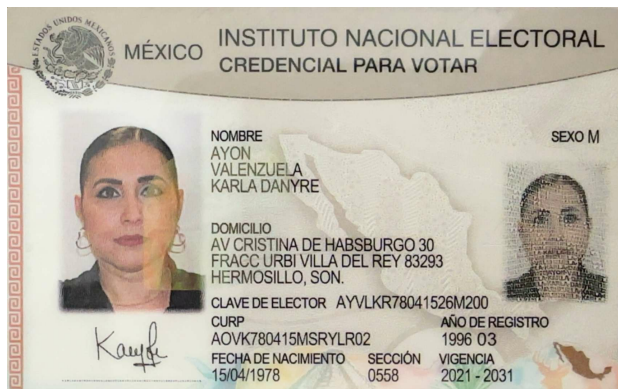 ESTADOS UNIDOS MEXICANOS
MÉXICO
INSTITUTO NACIONAL ELECTORAL
CREDENCIAL PARA VOTAR
NOMBRE
SEXO M
AYON
VALENZUELA
KARLA DANYRE
DOMICILIO
AV CRISTINA DE HABSBURGO 30
FRACC URBI VILLA DEL REY 83293
HERMOSILLO, SON.
CLAVE DE ELECTOR AYVLKR78041526M200
CURP
AÑO DE REGISTRO
AOVK780415MSRYLR02
1996 03
FECHA DE NACIMIENTO
SECCIÓN
VIGENCIA
15/04/1978
0558
2021 - 2031